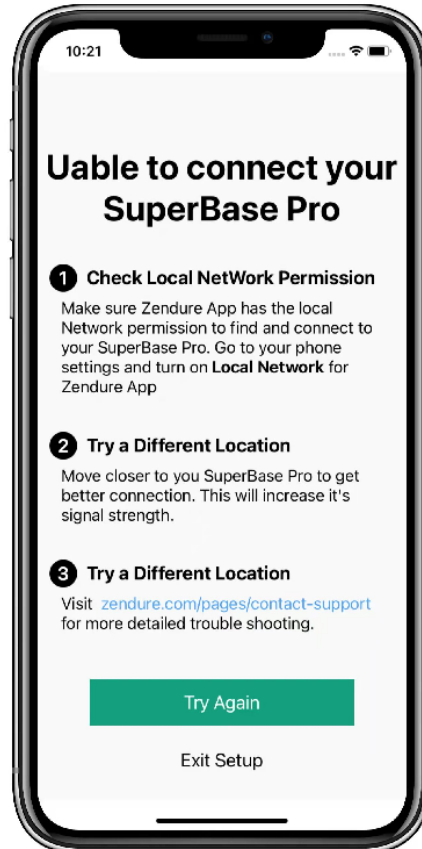 10:21
Uable to connect your
SuperBase Pro
1 Check Local NetWork Permission
Make sure Zendure App has the local
Network permission to find and connect to
your SuperBase Pro. Go to your phone
settings and turn on Local Network for
Zendure App
2 Try a Different Location
Move closer to you SuperBase Pro to get
better connection. This will increase it's
signal strength.
3 Try a Different Location
Visit zendure.com/pages/contact-support
for more detailed trouble shooting.
Try Again
Exit Setup